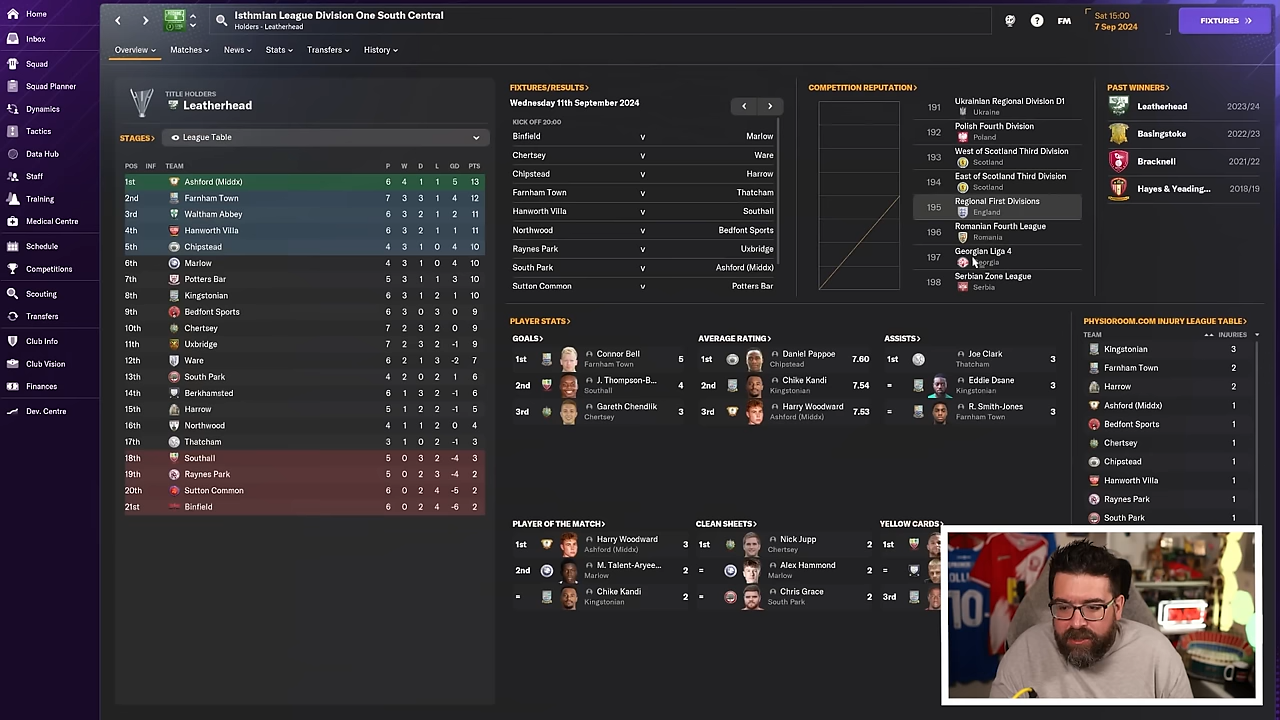 Home
Inbox
Squad
Squad Planner
Dynamics
Tactics
Data Hub
Staff
Training
Medical Centre
Schedule
Competitions
Scouting
Transfers
Club Info
Club Vision
Finances
Dev. Centre
Isthmian League Division One South Central
Holders - Leatherhead
FM
Sat 15:00
7 Sep 2024
FIXTURES
Overview
Matches
News
Stats
Transfers
History
TITLE HOLDERS
Leatherhead
STAGES
League Table
POS INF TEAM P W D L GD PTS
1st Ashford (Middx) 6 4 1 1 5 13
2nd Farnham Town 7 3 3 1 4 12
3rd Waltham Abbey 6 3 2 1 2 11
4th Hanworth Villa 6 3 2 1 1 11
5th Chipstead 4 3 1 0 4 10
6th Marlow 4 3 1 0 4 10
7th Potters Bar 5 3 1 1 3 10
8th Kingstonian 6 3 1 2 1 10
9th Bedfont Sports 6 3 0 3 0 9
10th Chertsey 7 2 3 2 0 9
11th Uxbridge 7 2 3 2 -1 9
12th Ware 6 2 1 3 -2 7
13th South Park 4 2 0 2 1 6
14th Berkhamsted 6 1 3 2 -1 6
15th Harrow 5 1 2 2 -1 5
16th Northwood 4 1 1 2 0 4
17th Thatcham 3 1 0 2 -1 3
18th Southall 5 0 3 2 -4 3
19th Raynes Park 5 0 2 3 -4 2
20th Sutton Common 6 0 2 4 -5 2
21st Binfield 6 0 2 4 -6 2
FIXTURES/RESULTS
Wednesday 11th September 2024
KICK OFF 20:00
Binfield v Marlow
Chertsey v Ware
Chipstead v Harrow
Farnham Town v Thatcham
Hanworth Villa v Southall
Northwood v Bedfont Sports
Raynes Park v Uxbridge
South Park v Ashford (Middx)
Sutton Common v Potters Bar
COMPETITION REPUTATION
191 Ukrainian Regional Division D1
Ukraine
192 Polish Fourth Division
Poland
193 West of Scotland Third Division
Scotland
194 East of Scotland Third Division
Scotland
195 Regional First Divisions
England
196 Romanian Fourth League
Romania
197 Georgian Liga 4
Georgia
198 Serbian Zone League
Serbia
PAST WINNERS
Leatherhead 2023/24
Basingstoke 2022/23
Bracknell 2021/22
Hayes & Yeading... 2018/19
PLAYER STATS
GOALS
1st Connor Bell 5
Farnham Town
2nd J. Thompson-B... 4
Southall
3rd Gareth Chendlik 3
Chertsey
AVERAGE RATING
1st Daniel Pappoe 7.60
Chipstead
2nd Chike Kandi 7.54
Kingstonian
3rd Harry Woodward 7.53
Ashford (Middx)
ASSISTS
1st Joe Clark 3
Thatcham
= Eddie Dsane 3
Kingstonian
= R. Smith-Jones 3
Farnham Town
PLAYER OF THE MATCH
1st Harry Woodward 3
Ashford (Middx)
2nd M. Talent-Aryee... 2
Marlow
= Chike Kandi 2
Kingstonian
CLEAN SHEETS
1st Nick Jupp 2
Chertsey
= Alex Hammond 2
Marlow
= Chris Grace 2
South Park
YELLOW CARDS
1st
=
3rd
PHYSIOROOM.COM INJURY LEAGUE TABLE
TEAM INJURIES
Kingstonian 3
Farnham Town 2
Harrow 2
Ashford (Middx) 1
Bedfont Sports 1
Chertsey 1
Chipstead 1
Hanworth Villa 1
Raynes Park 1
South Park 1
10